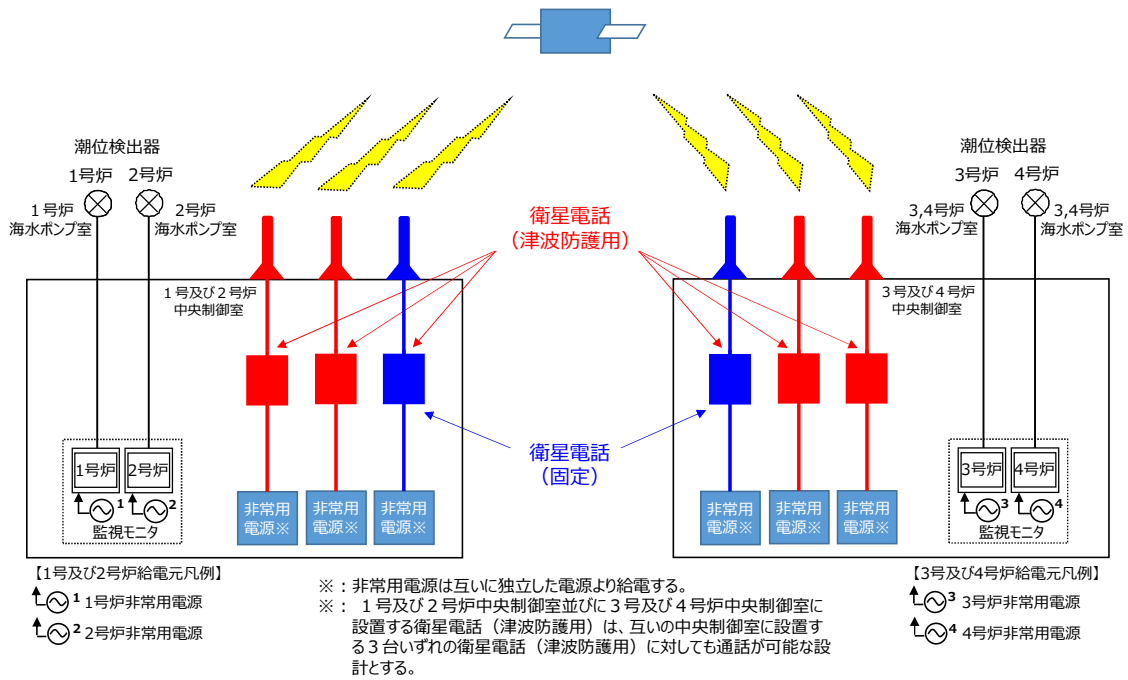 潮位検出器
1号炉 2号炉
1号炉
海水ポンプ室
2号炉
海水ポンプ室
1号及び2号炉
中央制御室
衛星電話
(津波防護用)
衛星電話
(固定)
1号炉
2号炉
1
2
監視モニタ
非常用
電源※
非常用
電源※
非常用
電源※
潮位検出器
3号炉 4号炉
3,4号炉
海水ポンプ室
3,4号炉
海水ポンプ室
3号及び4号炉
中央制御室
非常用
電源※
非常用
電源※
非常用
電源※
3号炉
4号炉
3
4
監視モニタ
【1号及び2号炉給電元凡例】
1 1号炉非常用電源
2 2号炉非常用電源
※:非常用電源は互いに独立した電源より給電する。
※: 1号及び2号炉中央制御室並びに3号及び4号炉中央制御室に
設置する衛星電話(津波防護用)は、互いの中央制御室に設置す
る3台いずれの衛星電話(津波防護用)に対しても通話が可能な設
計とする。
【3号及び4号炉給電元凡例】
3 3号炉非常用電源
4 4号炉非常用電源